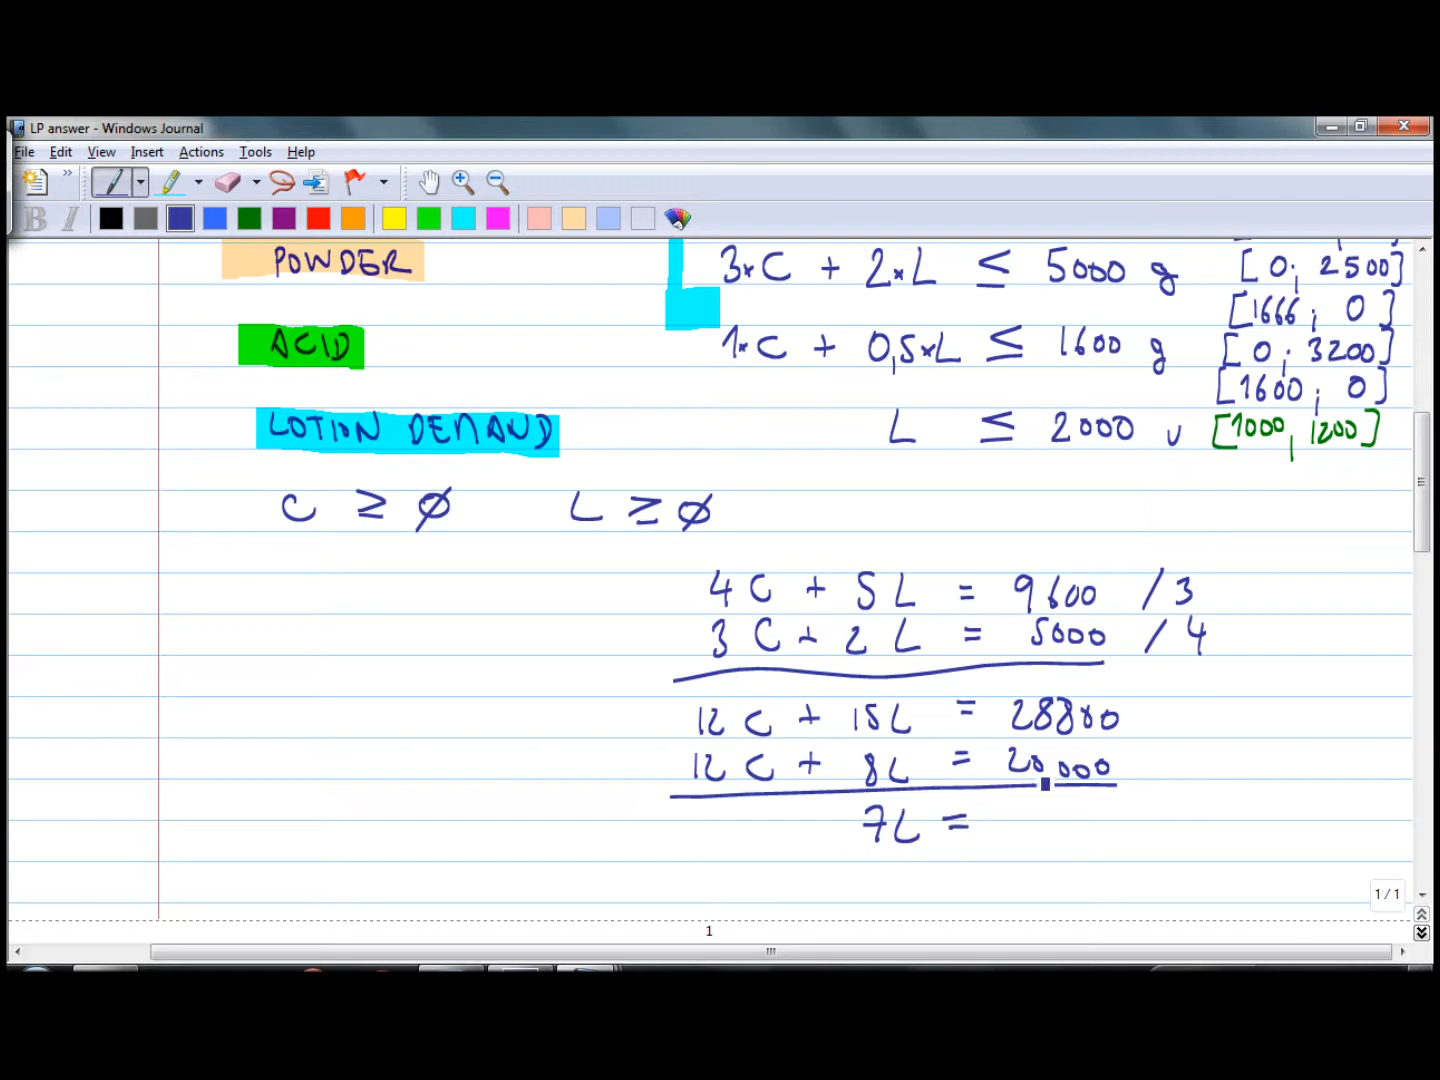 LP answer - Windows Journal
File Edit View Insert Actions Tools Help
B I
POWDER 3*C + 2*L ≤ 5000 g [0; 2500]
[1666; 0]
ACID 1*C + 0,5*L ≤ 1600 g [0; 3200]
[1600; 0]
LOTION DEMAND L ≤ 2000 u [1000, 1200]
C ≥ Ø L ≥ Ø
4C + 5L = 9600 /3
3C + 2L = 5000 /4
12C + 15L = 28800
12C + 8L = 20000
7L =
1 / 1
1